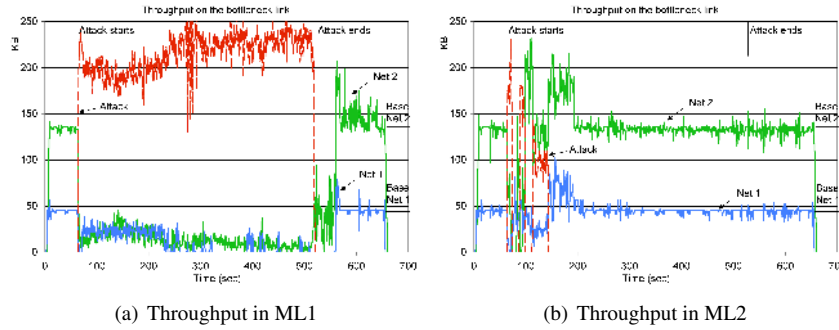 Throughput on the bottleneck link
KB
250
200
150
100
50
0
Attack starts
Attack ends
Net 2
Attack
Net 1
Base
Net 2
Base
Net 1
0 100 200 300 400 500 600 700
Time (sec)
(a) Throughput in ML1
Throughput on the bottleneck link
KB
250
200
150
100
50
0
Attack starts
Attack ends
Net 2
Attack
Net 1
Base
Net 2
Base
Net 1
0 100 200 300 400 500 600 700
Time (sec)
(b) Throughput in ML2